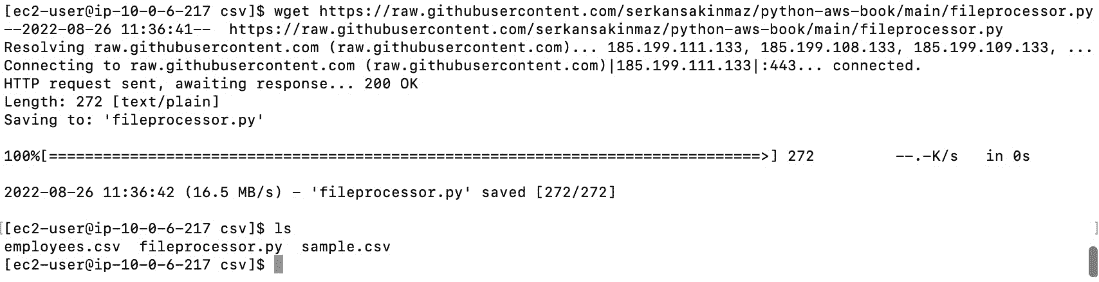 [ec2-user@ip-10-0-6-217 csv]$ wget https://raw.githubusercontent.com/serkansakinmaz/python-aws-book/main/fileprocessor.py
--2022-08-26 11:36:41--  https://raw.githubusercontent.com/serkansakinmaz/python-aws-book/main/fileprocessor.py
Resolving raw.githubusercontent.com (raw.githubusercontent.com)... 185.199.111.133, 185.199.108.133, 185.199.109.133, ...
Connecting to raw.githubusercontent.com (raw.githubusercontent.com)|185.199.111.133|:443... connected.
HTTP request sent, awaiting response... 200 OK
Length: 272 [text/plain]
Saving to: 'fileprocessor.py'
100%[===============================================================================>] 272         --.-K/s   in 0s
2022-08-26 11:36:42 (16.5 MB/s) - 'fileprocessor.py' saved [272/272]
[[ec2-user@ip-10-0-6-217 csv]$ ls ]
employees.csv  fileprocessor.py  sample.csv
[ec2-user@ip-10-0-6-217 csv]$